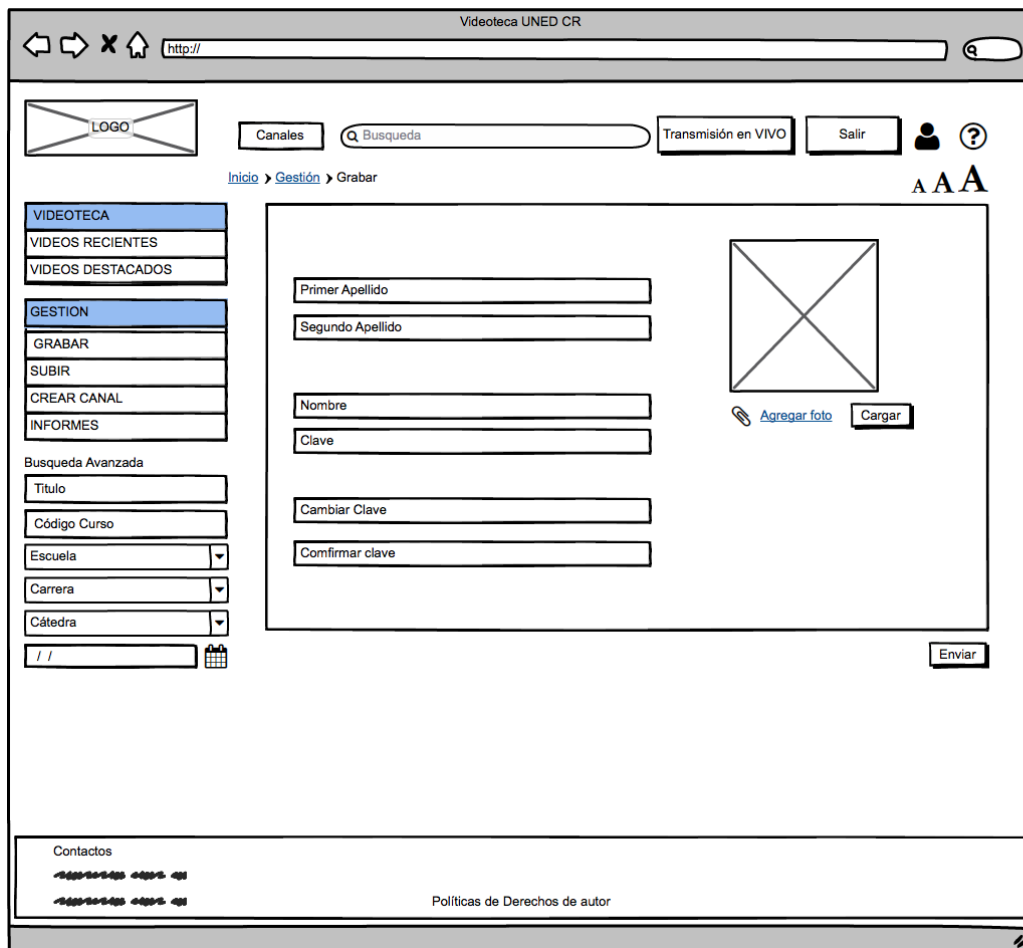 Videoteca UNED CR
http://
LOGO
Canales
Busqueda
Transmisión en VIVO
Salir
?
Inicio > Gestión > Grabar
A A A
VIDEOTECA
VIDEOS RECIENTES
VIDEOS DESTACADOS
GESTION
GRABAR
SUBIR
CREAR CANAL
INFORMES
Busqueda Avanzada
Titulo
Código Curso
Escuela
Carrera
Cátedra
/ /
Primer Apellido
Segundo Apellido
Nombre
Clave
Cambiar Clave
Comfirmar clave
Agregar foto
Cargar
Enviar
Contactos
Políticas de Derechos de autor